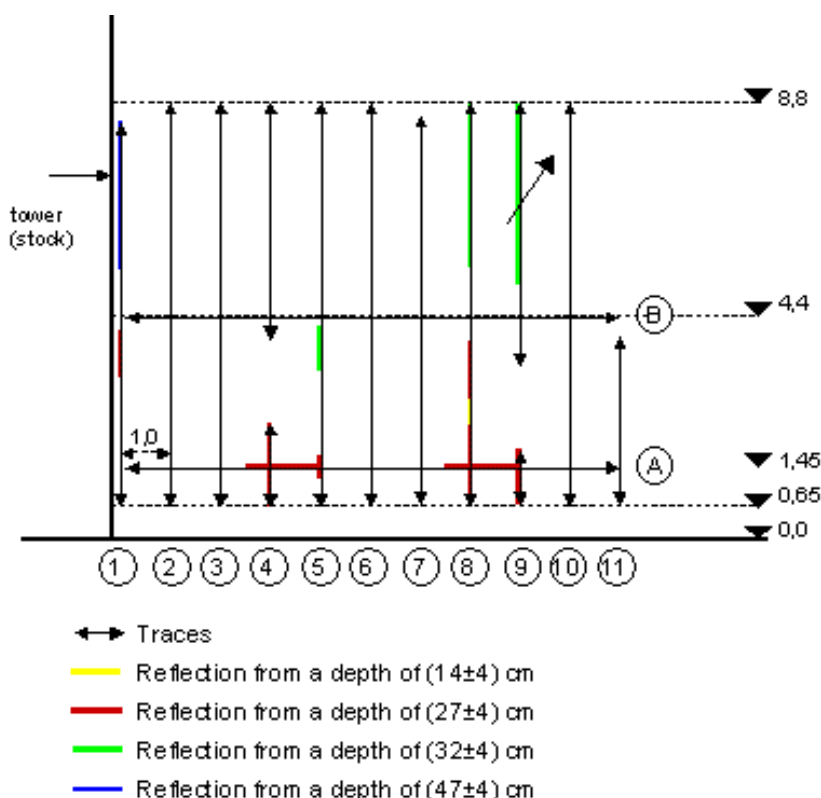 8,8
tower
(stock)
4,4
B
1,0
1,45
A
0,65
0,0
1 2 3 4 5 6 7 8 9 10 11
Traces
Reflection from a depth of (14±4) cm
Reflection from a depth of (27±4) cm
Reflection from a depth of (32±4) cm
Reflection from a depth of (47±4) cm